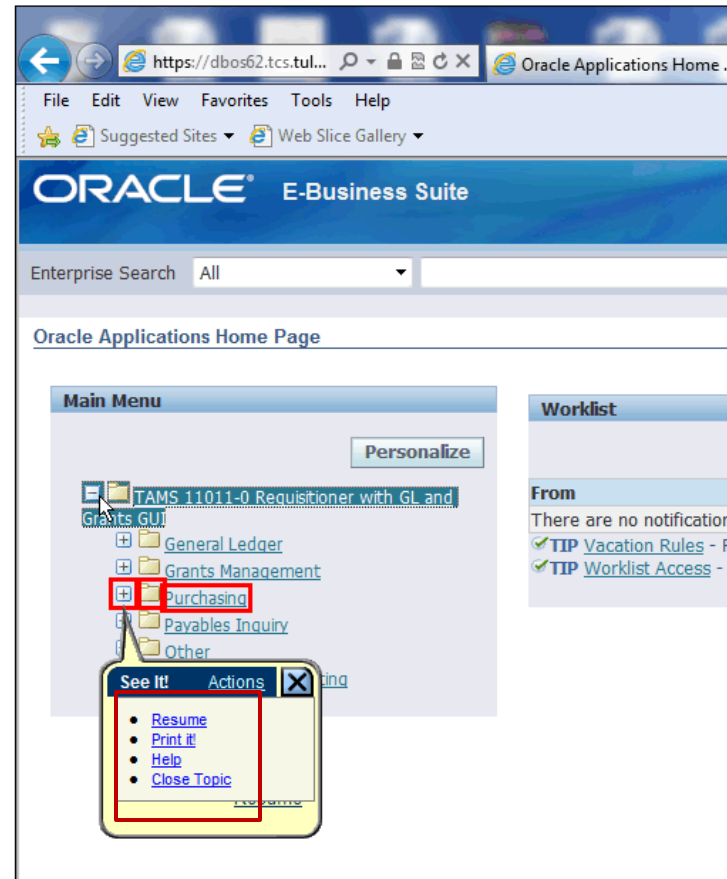 https://dbos62.tcs.tul...
Oracle Applications Home .
File Edit View Favorites Tools Help
Suggested Sites Web Slice Gallery
ORACLE® E-Business Suite
Enterprise Search All
Oracle Applications Home Page
Main Menu
Personalize
TAMS 11011-0 Requisitioner with GL and
Grants GUI
General Ledger
Grants Management
Purchasing
Payables Inquiry
Other
See It! Actions
Resume
Print it!
Help
Close Topic
Worklist
From
There are no notification
TIP Vacation Rules -
TIP Worklist Access -